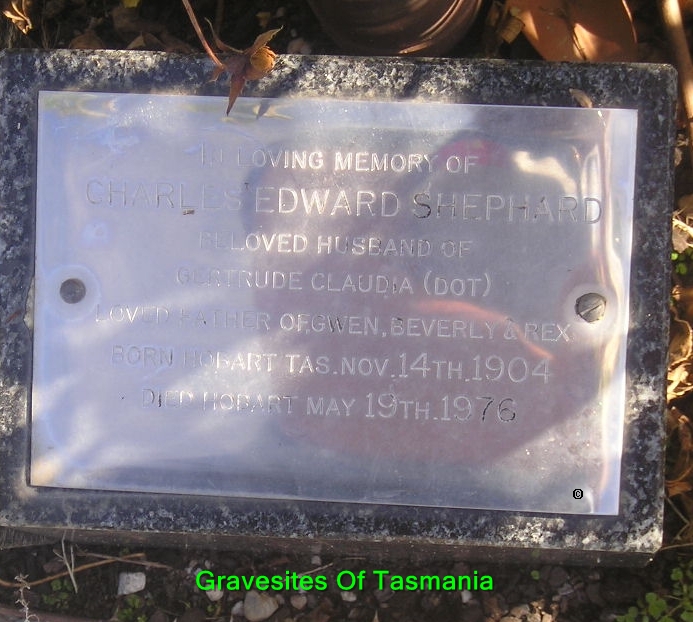 IN LOVING MEMORY OF
CHARLES EDWARD SHEPHARD
BELOVED HUSBAND OF
GERTRUDE CLAUDIA (DOT)
LOVED FATHER OF GWEN, BEVERLY & REX
BORN HOBART TAS. NOV. 14TH. 1904
DIED HOBART MAY 19TH. 1976
©
Gravesites Of Tasmania